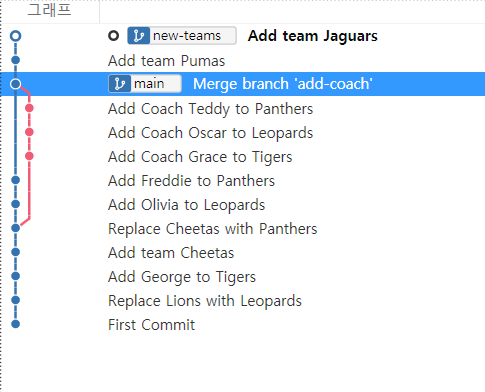 그래프
new-teams Add team Jaguars
Add team Pumas
main Merge branch 'add-coach'
Add Coach Teddy to Panthers
Add Coach Oscar to Leopards
Add Coach Grace to Tigers
Add Freddie to Panthers
Add Olivia to Leopards
Replace Cheetas with Panthers
Add team Cheetas
Add George to Tigers
Replace Lions with Leopards
First Commit